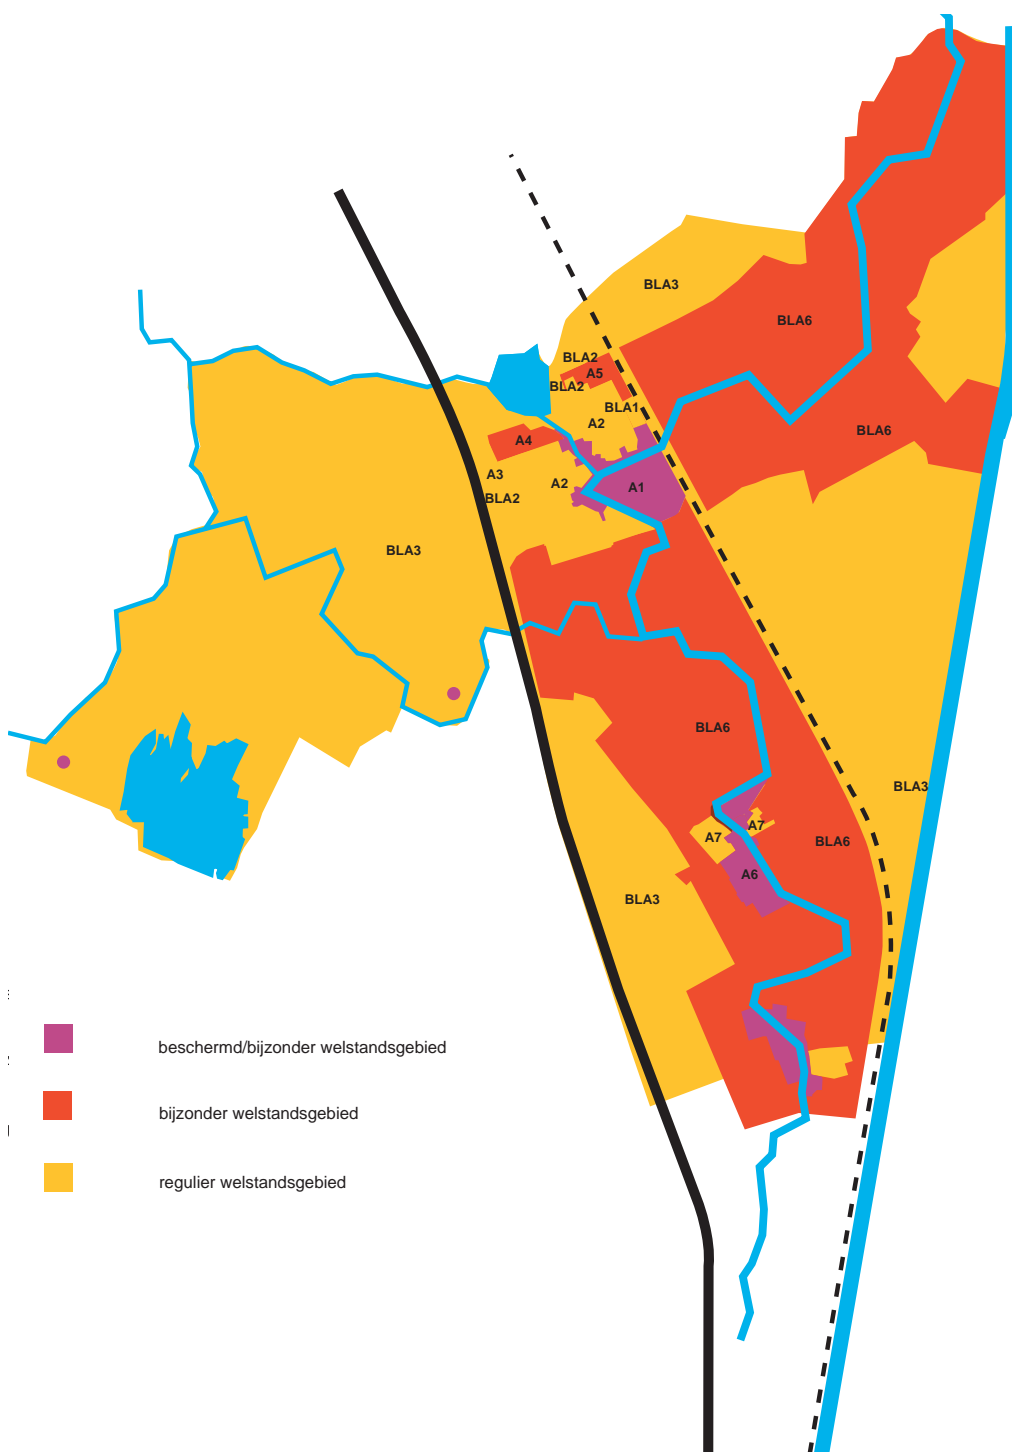 BLA3
BLA6
BLA2
A5
BLA2
BLA1
A2
BLA6
A4
A3
A2
A1
BLA2
BLA3
BLA6
BLA3
A7
A7
BLA6
A6
BLA3
beschermd/bijzonder welstandsgebied
bijzonder welstandsgebied
regulier welstandsgebied